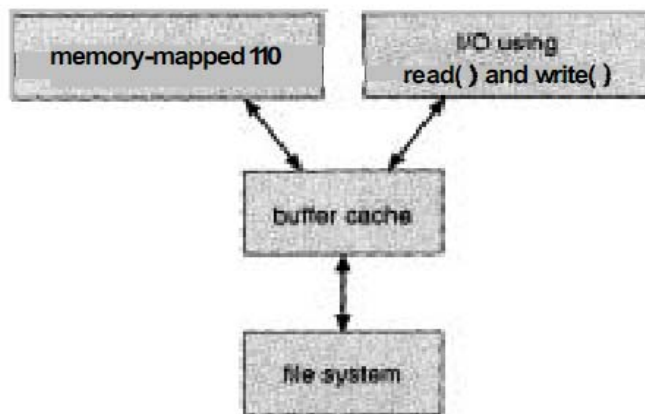 memory-mapped 110
I/O using
read( ) and write( )
buffer cache
file system